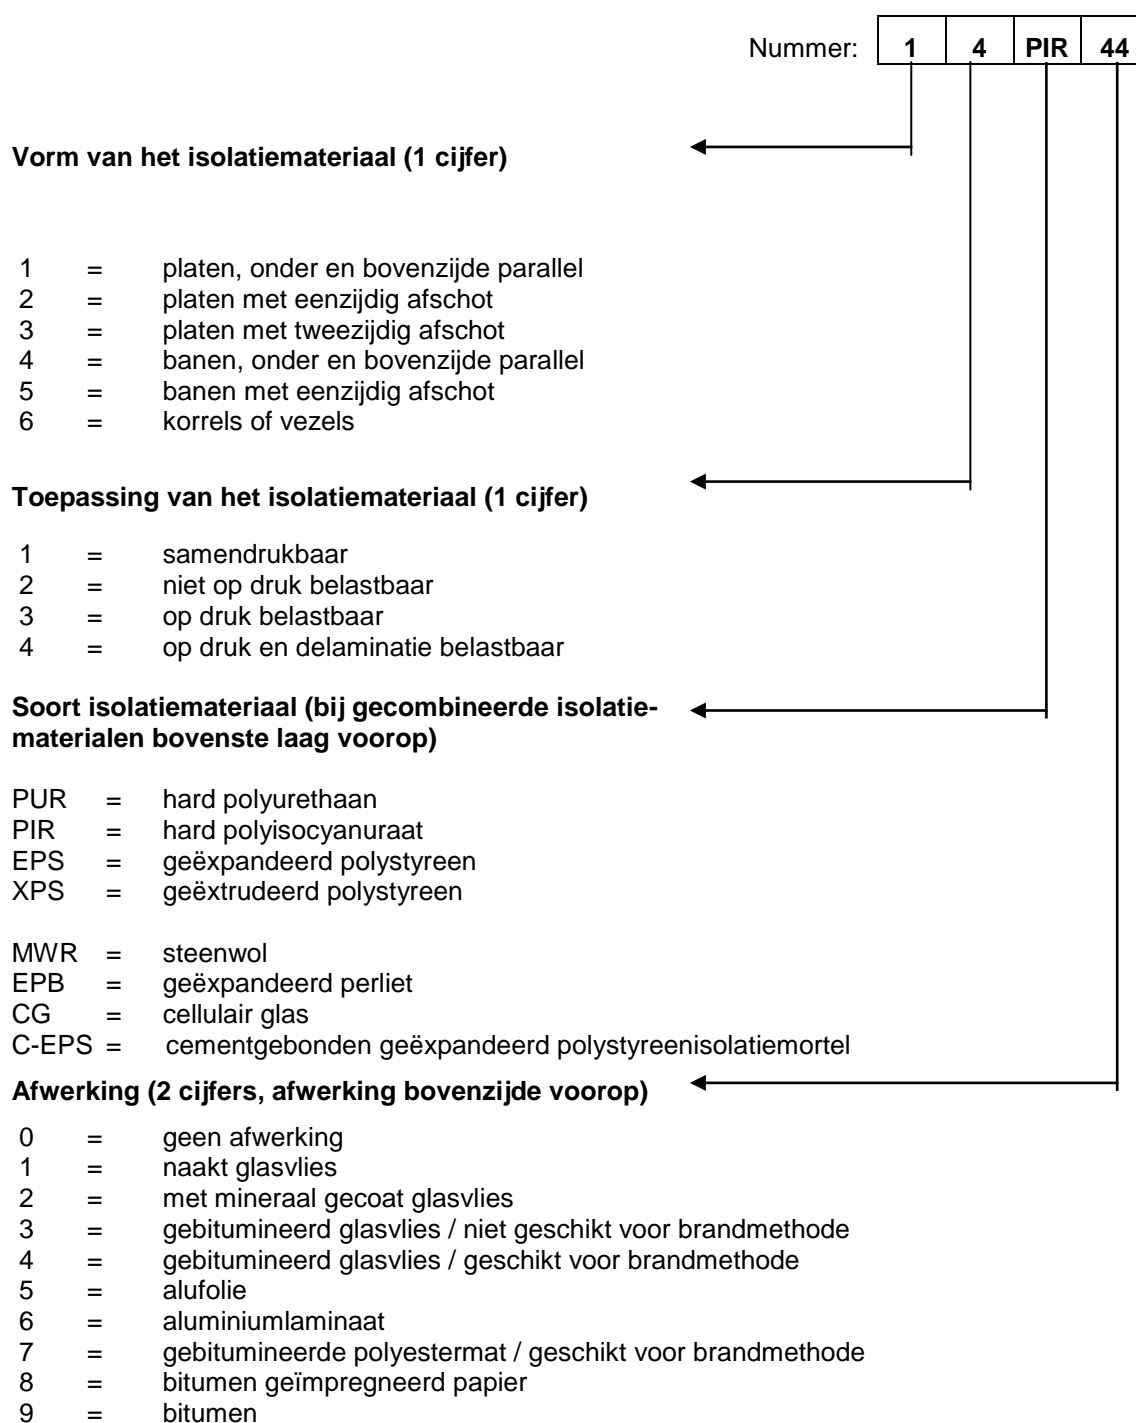 Nummer: 1 4 PIR 44
Vorm van het isolatiemateriaal (1 cijfer)
1 = platen, onder en bovenzijde parallel
2 = platen met eenzijdig afschot
3 = platen met tweezijdig afschot
4 = banen, onder en bovenzijde parallel
5 = banen met eenzijdig afschot
6 = korrels of vezels
Toepassing van het isolatiemateriaal (1 cijfer)
1 = samendrukbaar
2 = niet op druk belastbaar
3 = op druk belastbaar
4 = op druk en delaminatie belastbaar
Soort isolatiemateriaal (bij gecombineerde isolatie-
materialen bovenste laag voorop)
PUR = hard polyurethaan
PIR = hard polyisocyanuraat
EPS = geëxpandeerd polystyreen
XPS = geëxtrudeerd polystyreen
MWR = steenwol
EPB = geëxpandeerd perliet
CG = cellulair glas
C-EPS = cementgebonden geëxpandeerd polystyreenisolatiemortel
Afwerking (2 cijfers, afwerking bovenzijde voorop)
0 = geen afwerking
1 = naakt glasvlies
2 = met mineraal gecoat glasvlies
3 = gebitumineerd glasvlies / niet geschikt voor brandmethode
4 = gebitumineerd glasvlies / geschikt voor brandmethode
5 = alufolie
6 = aluminiumlaminaat
7 = gebitumineerde polyestermat / geschikt voor brandmethode
8 = bitumen geïmpregneerd papier
9 = bitumen